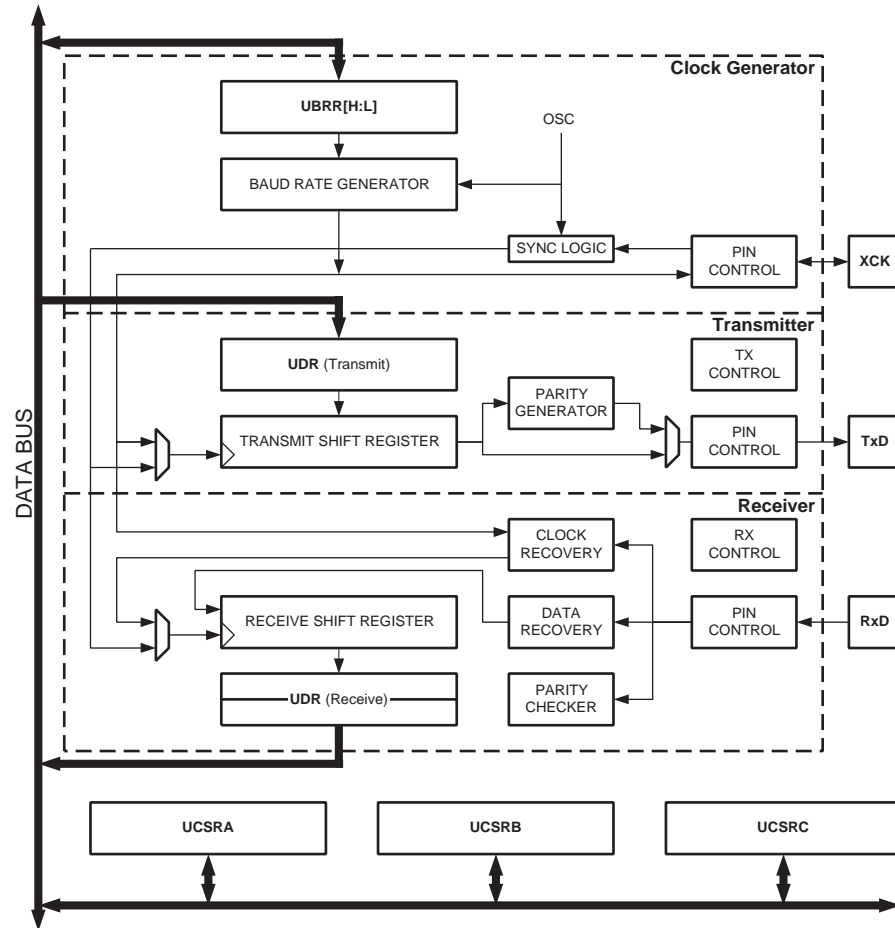 Clock Generator
UBRR[H:L]
OSC
BAUD RATE GENERATOR
SYNC LOGIC
PIN
CONTROL
XCK
Transmitter
UDR (Transmit)
TX
CONTROL
PARITY
GENERATOR
TRANSMIT SHIFT REGISTER
PIN
CONTROL
TxD
DATA BUS
Receiver
CLOCK
RECOVERY
RX
CONTROL
RECEIVE SHIFT REGISTER
DATA
RECOVERY
PIN
CONTROL
RxD
UDR (Receive)
PARITY
CHECKER
UCSRA
UCSRB
UCSRC